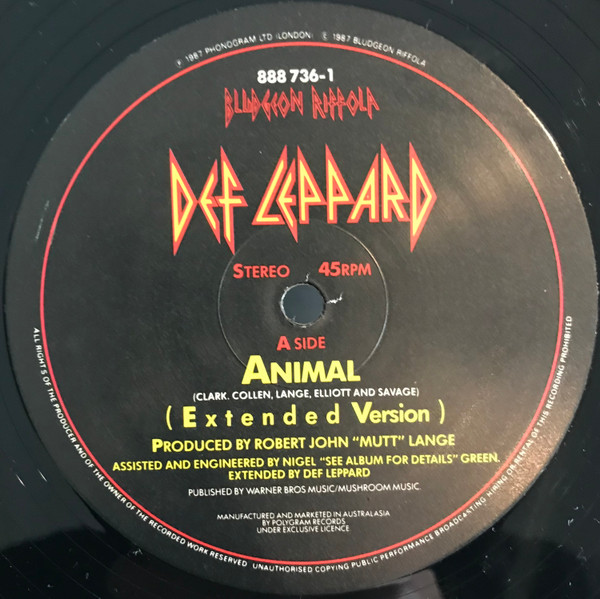 ℗ 1987 PHONOGRAM LTD (LONDON) © 1987 BLUDGEON RIFFOLA
888 736-1
BLUDGEON RIFFOLA
DEF LEPPARD
STEREO 45RPM
A SIDE
ANIMAL
(CLARK. COLLEN, LANGE, ELLIOTT AND SAVAGE)
( Extended Version )
PRODUCED BY ROBERT JOHN "MUTT" LANGE
ASSISTED AND ENGINEERED BY NIGEL "SEE ALBUM FOR DETAILS" GREEN.
EXTENDED BY DEF LEPPARD
PUBLISHED BY WARNER BROS MUSIC/MUSHROOM MUSIC.
MANUFACTURED AND MARKETED IN AUSTRALASIA
BY POLYGRAM RECORDS
UNDER EXCLUSIVE LICENCE
ALL RIGHTS OF THE PRODUCER AND OF THE OWNER OF THE RECORDED WORK RESERVED UNAUTHORISED COPYING PUBLIC PERFORMANCE BROADCASTING HIRING OR RENTAL OF THIS RECORDING PROHIBITED